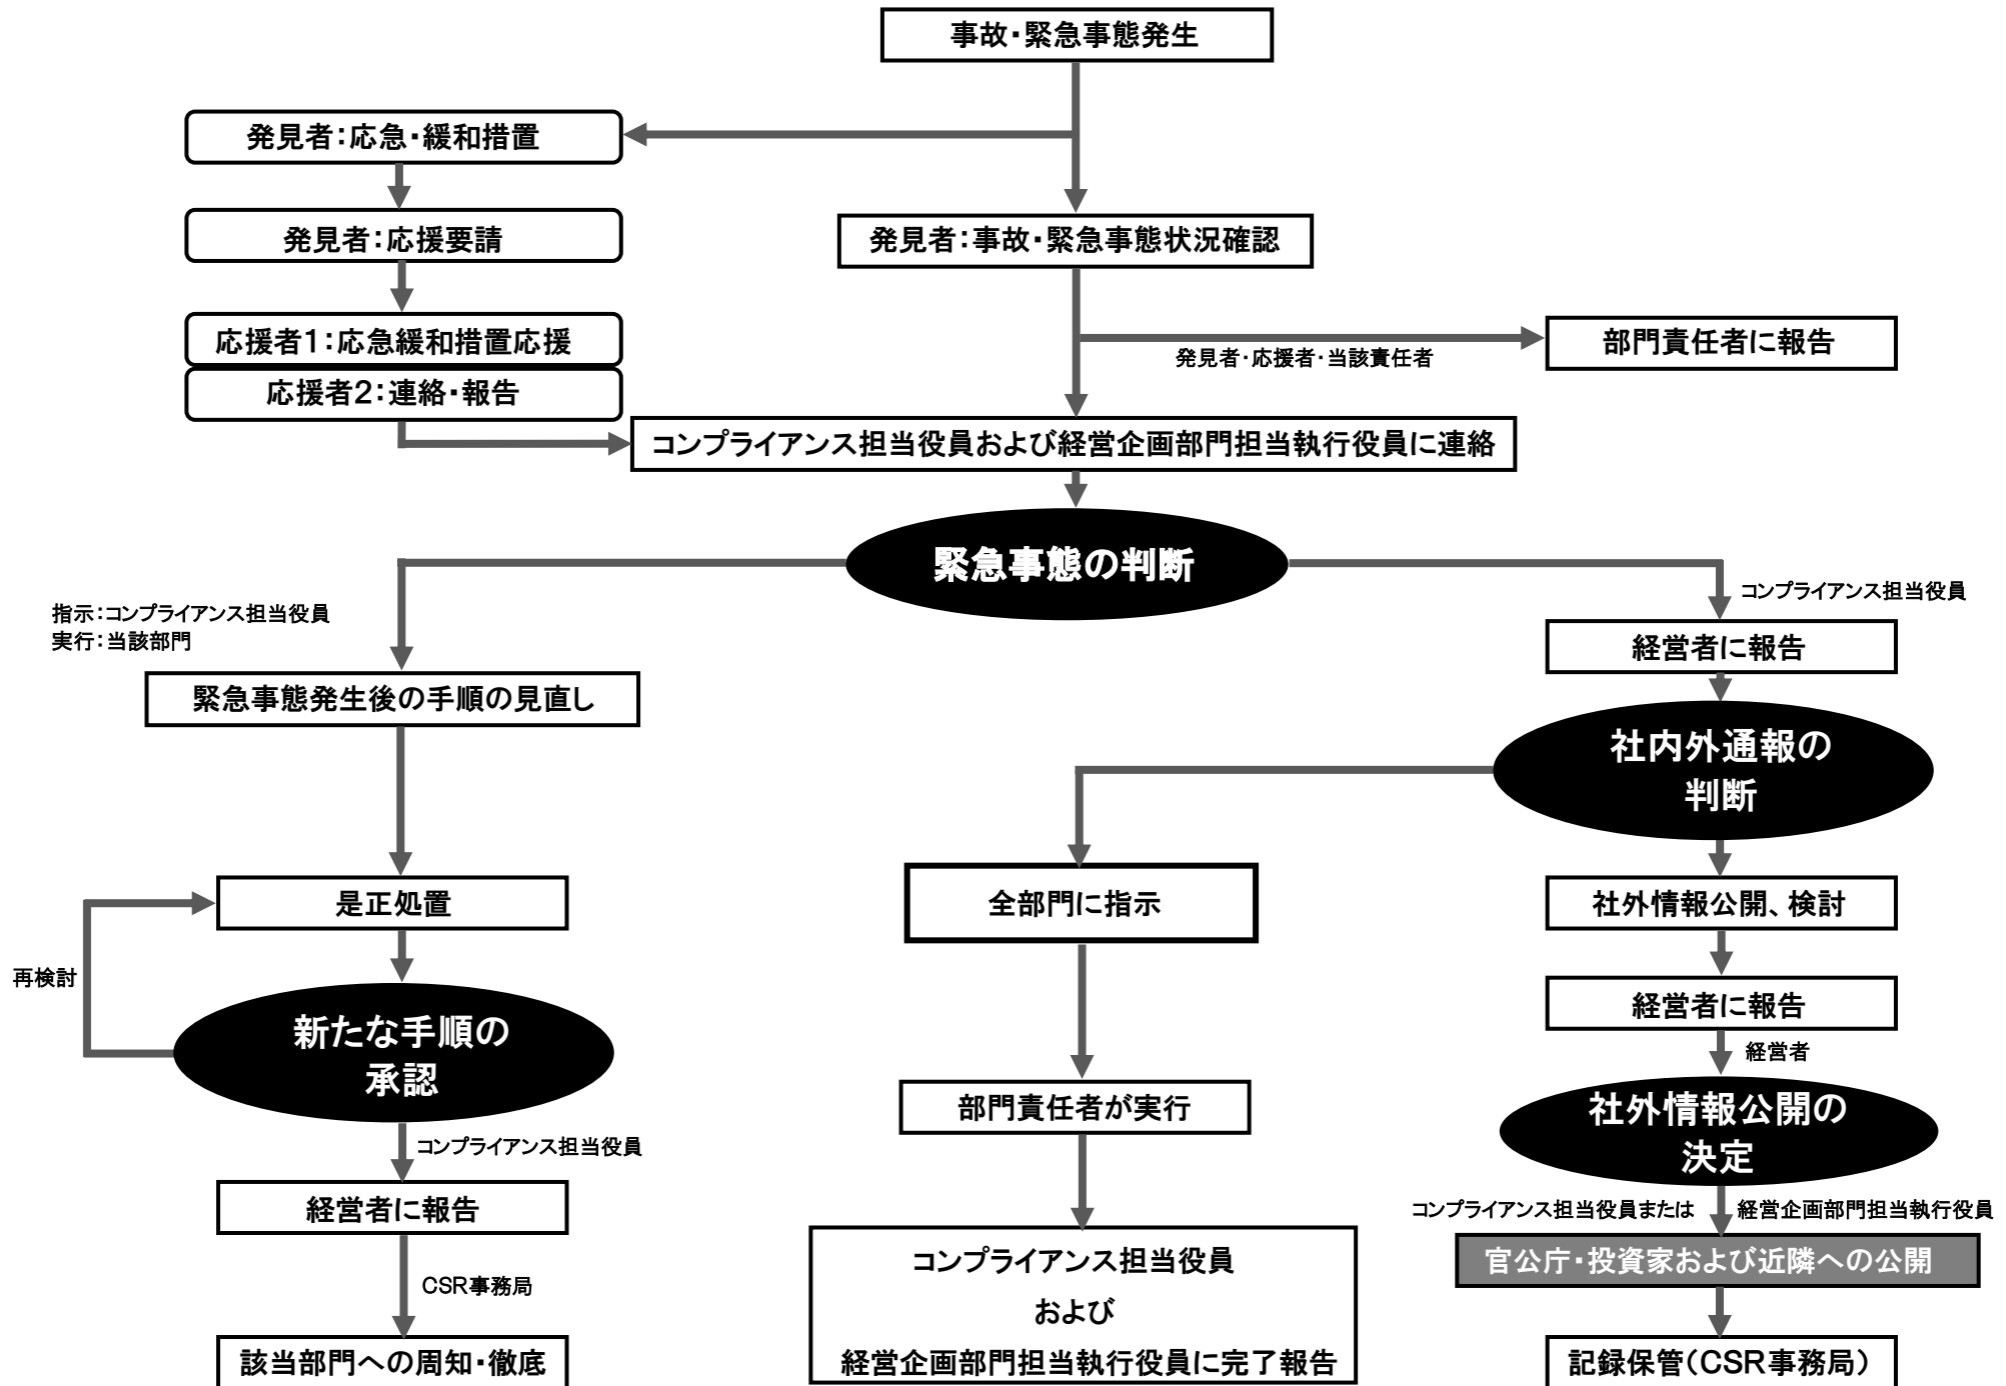 事故・緊急事態発生
発見者：応急・緩和措置
発見者：応援要請
発見者：事故・緊急事態状況確認
応援者1：応急緩和措置応援
応援者2：連絡・報告
発見者・応援者・当該責任者
部門責任者に報告
コンプライアンス担当役員および経営企画部門担当執行役員に連絡
緊急事態の判断
指示：コンプライアンス担当役員
実行：当該部門
緊急事態発生後の手順の見直し
是正処置
再検討
新たな手順の
承認
コンプライアンス担当役員
経営者に報告
CSR事務局
該当部門への周知・徹底
コンプライアンス担当役員
経営者に報告
社内外通報の
判断
全部門に指示
部門責任者が実行
コンプライアンス担当役員
および
経営企画部門担当執行役員に完了報告
社外情報公開、検討
経営者に報告
経営者
社外情報公開の
決定
コンプライアンス担当役員または 経営企画部門担当執行役員
官公庁・投資家および近隣への公開
記録保管（CSR事務局）